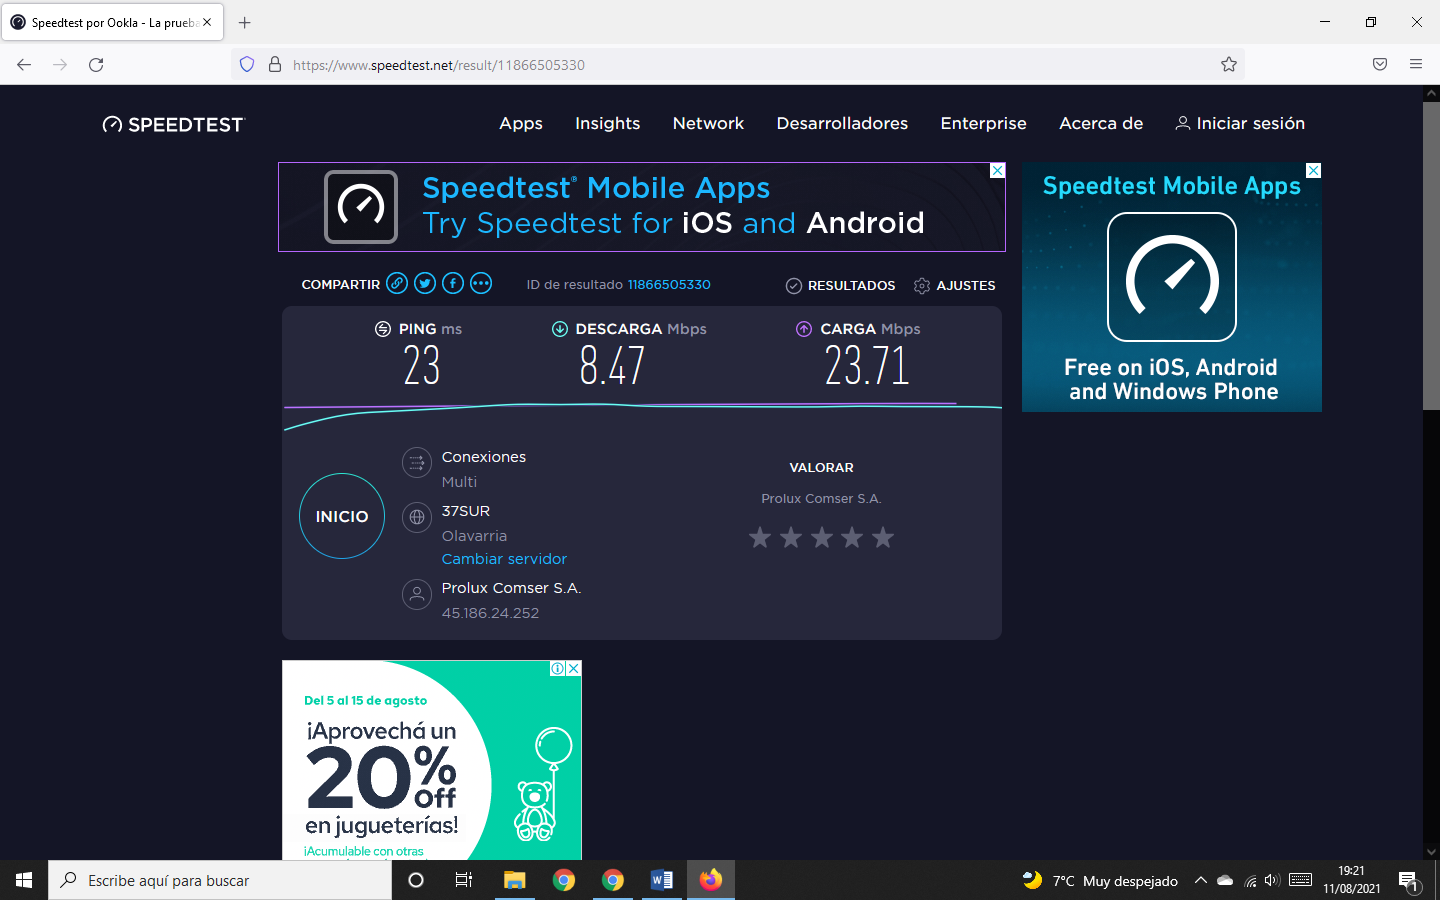 Speedtest por Ookla - La prueba
https://www.speedtest.net/result/11866505330
SPEEDTEST
Apps
Insights
Network
Desarrolladores
Enterprise
Acerca de
Iniciar sesión
Speedtest® Mobile Apps
Try Speedtest for iOS and Android
Speedtest Mobile Apps
Free on iOS, Android
and Windows Phone
COMPARTIR
ID de resultado 11866505330
RESULTADOS
AJUSTES
PING ms
23
DESCARGA Mbps
8.47
CARGA Mbps
23.71
INICIO
Conexiones
Multi
37SUR
Olavarria
Cambiar servidor
Prolux Comser S.A.
45.186.24.252
VALORAR
Prolux Comser S.A.
Del 5 al 15 de agosto
¡Aprovechá un
20% Off
en jugueterías!
¡Acumulable con otras
Escribe aquí para buscar
7°C Muy despejado
19:21
11/08/2021
1